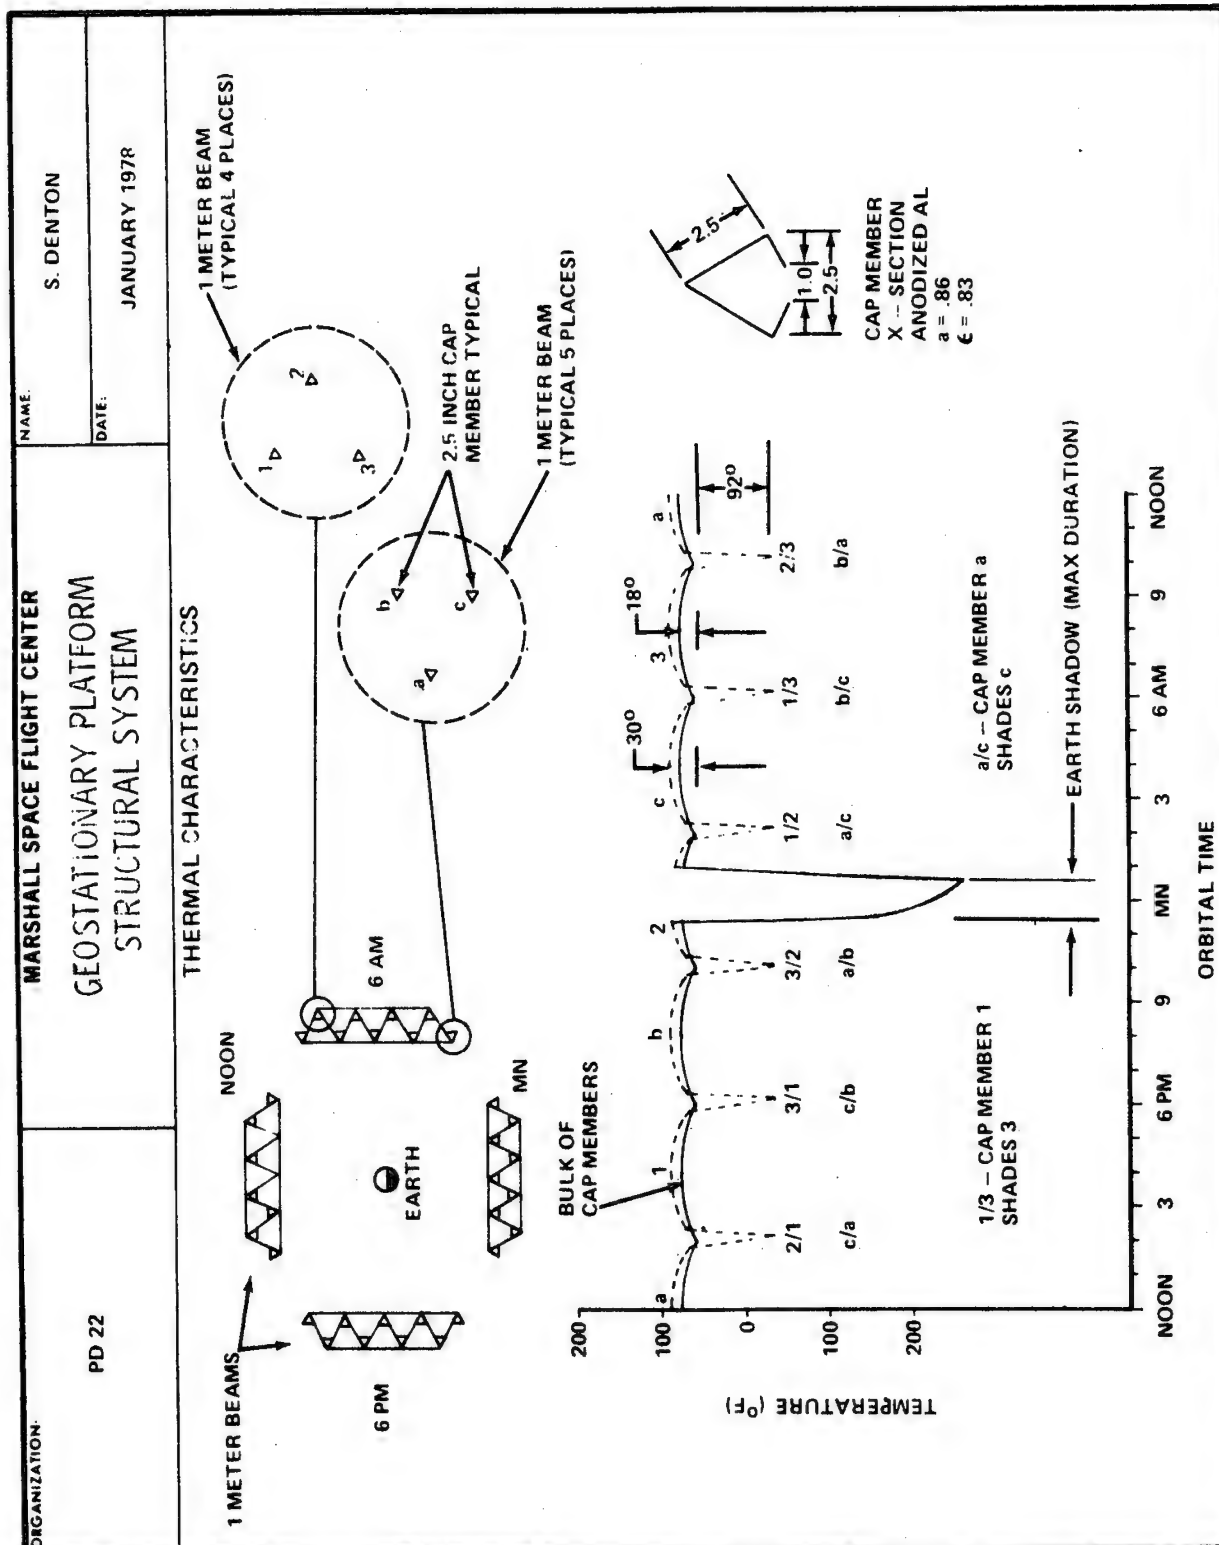 ORGANIZATION:
PD 22
MARSHALL SPACE FLIGHT CENTER
GEOSTATIONARY PLATFORM
STRUCTURAL SYSTEM
NAME:
S. DENTON
DATE:
JANUARY 1978
THERMAL CHARACTERISTICS
1 METER BEAMS
6 PM
NOON
EARTH
MN
6 AM
1 METER BEAM
(TYPICAL 4 PLACES)
1
2
3
a
b
c
2.5 INCH CAP
MEMBER TYPICAL
1 METER BEAM
(TYPICAL 5 PLACES)
2.5
1.0
2.5
CAP MEMBER
X – SECTION
ANODIZED AL
a = .86
ϵ = .83
BULK OF
CAP MEMBERS
TEMPERATURE (°F)
200
100
0
100
200
a
1
b
2
c
3
a
30°
18°
92°
2/1
3/1
3/2
1/2
1/3
2/3
c/a
c/b
a/b
a/c
b/c
b/a
1/3 – CAP MEMBER 1
SHADES 3
a/c – CAP MEMBER a
SHADES c
EARTH SHADOW (MAX DURATION)
NOON
3
6 PM
9
MN
3
6 AM
9
NOON
ORBITAL TIME